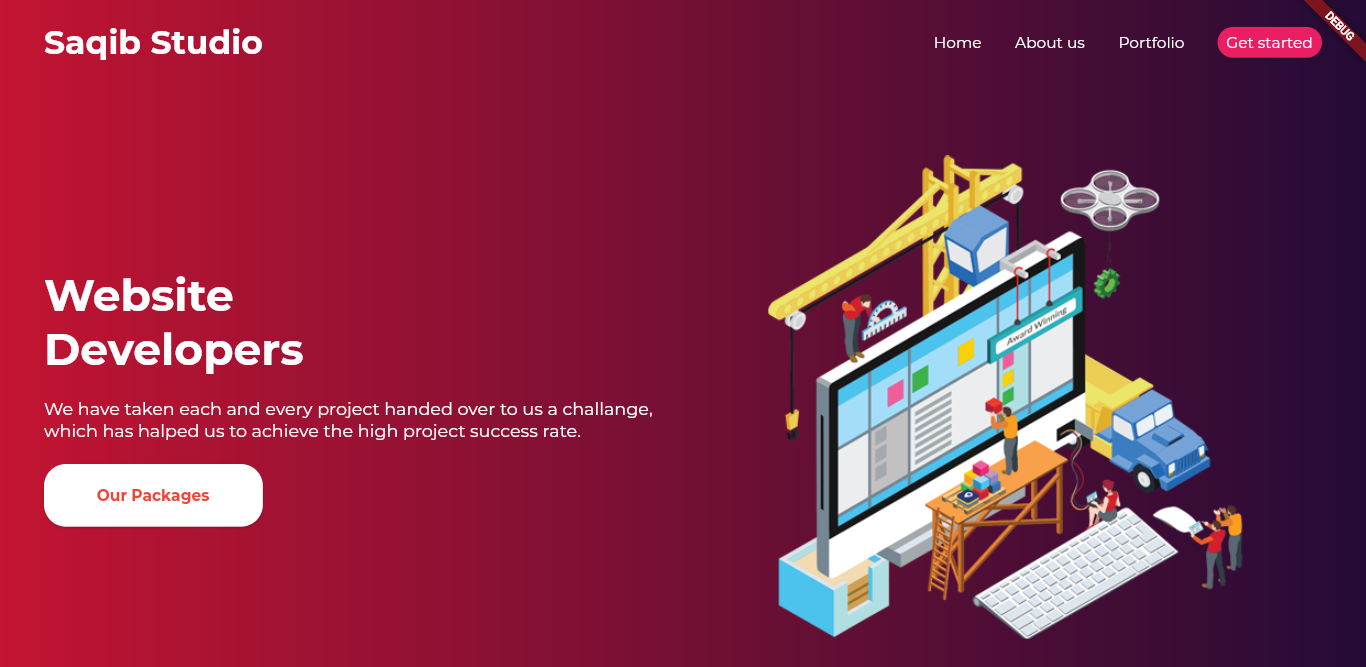 Saqib Studio
Home About us Portfolio Get started
DEBUG
Award Winning
Website
Developers
We have taken each and every project handed over to us a challange,
which has halped us to achieve the high project success rate.
Our Packages